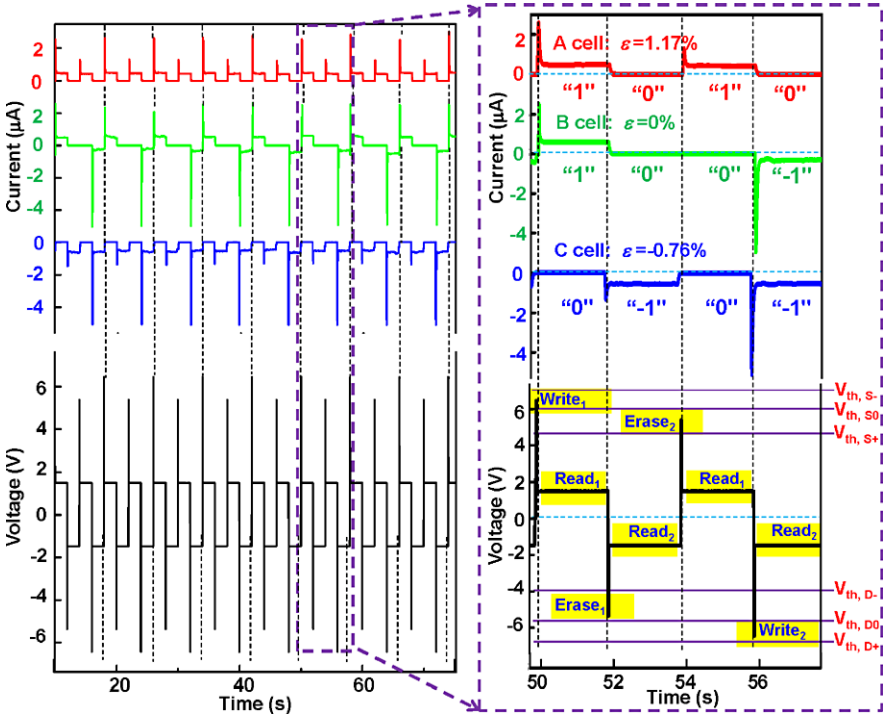 Current (µA)
2
0
2
0
-2
-4
0
-2
-4
Voltage (V)
6
4
2
0
-2
-4
-6
20 40 60
Time (s)
Current (µA)
2
0
A cell: ε=1.17%
“1” “0” “1” “0”
2
0
-2
-4
B cell: ε=0%
“1” “0” “0” “-1”
C cell: ε=-0.76%
0
-2
-4
“0” “-1” “0” “-1”
Voltage (V)
6
4
2
0
-2
-4
-6
Write1
Erase2
Read1
Read1
Read2
Read2
Erase1
Write2
Vth, S-
Vth, S0
Vth, S+
Vth, D-
Vth, D0
Vth, D+
50 52 54 56
Time (s)